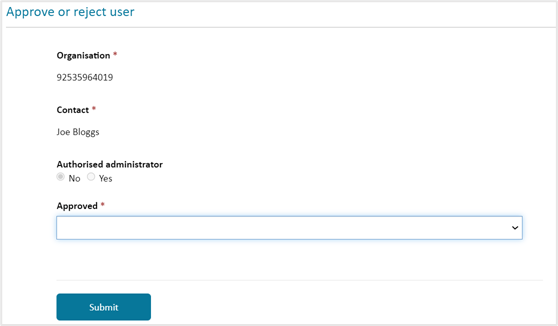 Approve or reject user
Organisation *
92535964019
Contact *
Joe Bloggs
Authorised administrator
No Yes
Approved *
Submit